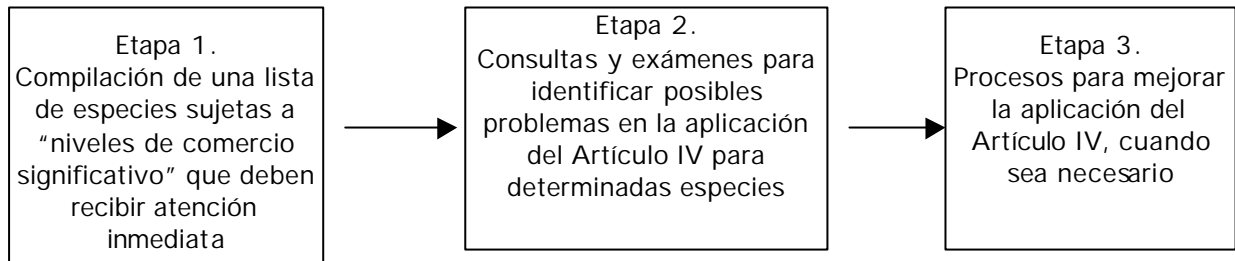 Etapa 1.
Compilación de una lista
de especies sujetas a
“niveles de comercio
significativo” que deben
recibir atención
inmediata
Etapa 2.
Consultas y exámenes para
identificar posibles
problemas en la aplicación
del Artículo IV para
determinadas especies
Etapa 3.
Procesos para mejorar
la aplicación del
Artículo IV, cuando
sea necesario